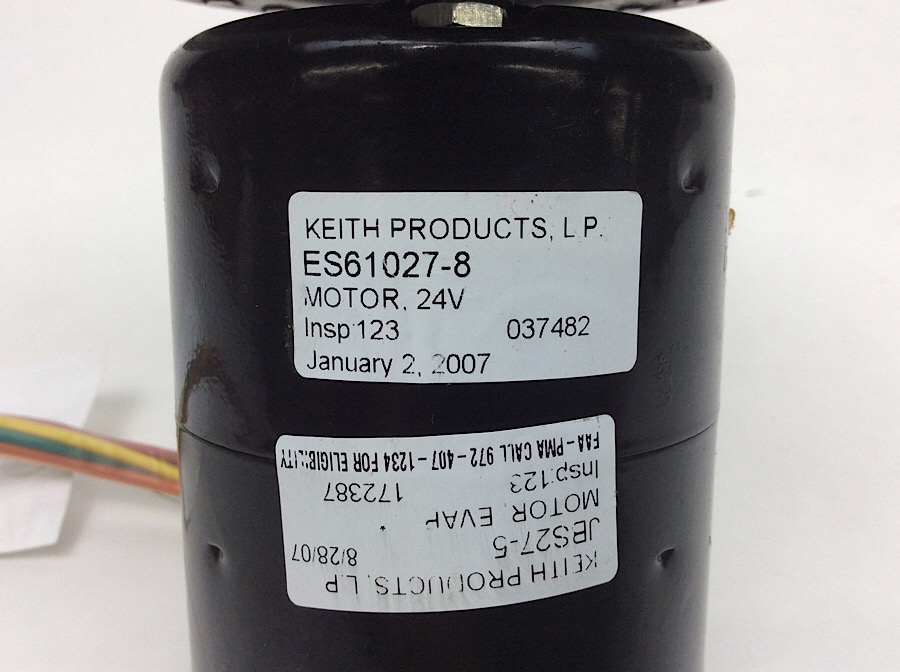 KEITH PRODUCTS, L.P.
ES61027-8
MOTOR, 24V
Insp:123 037482
January 2, 2007
KEITH PRODUCTS, L.P
JBS27-5 8/28/07
MOTOR, EVAP
Insp:123 172387
FAA-PMA CALL 972-407-1234 FOR ELIGIBILITY